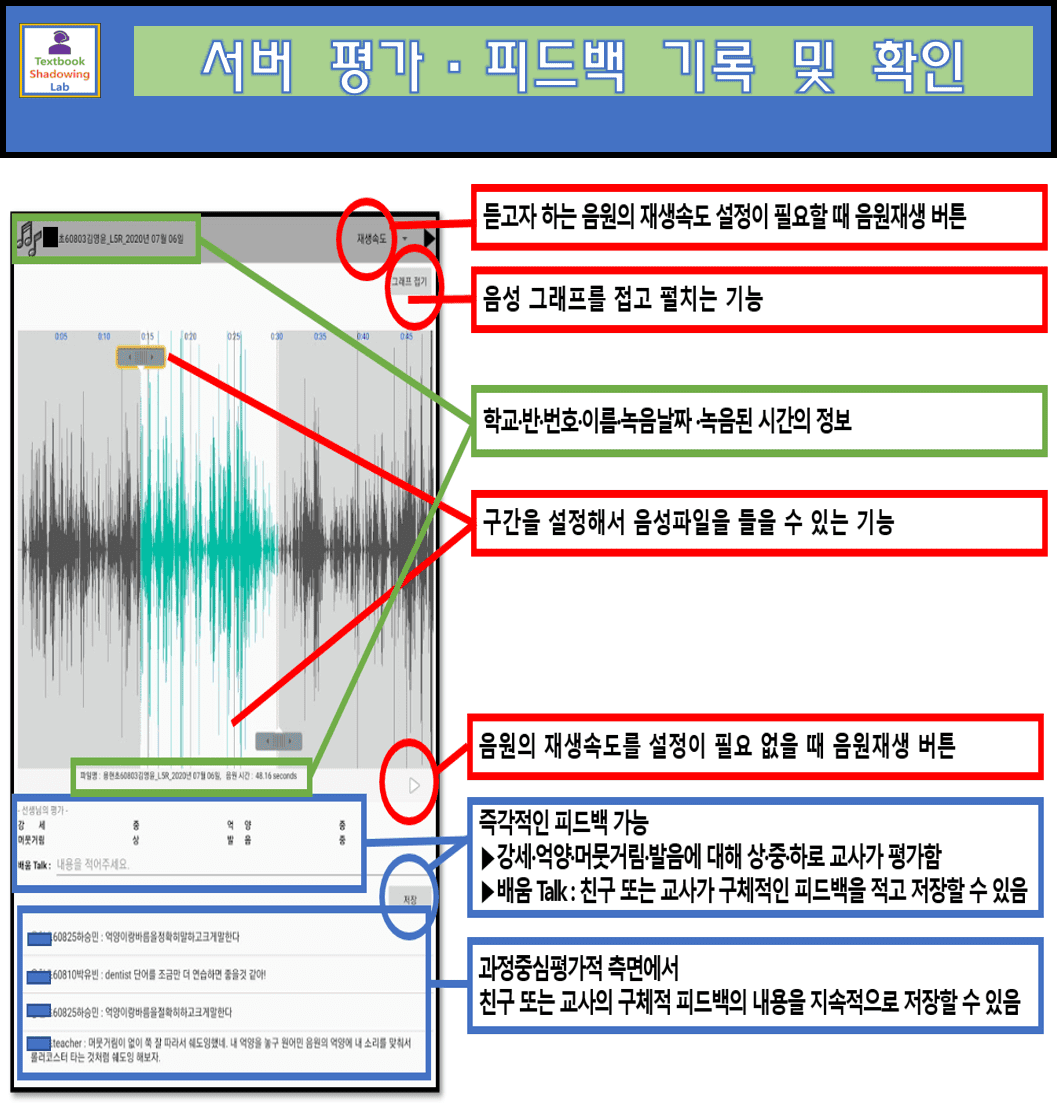 Textbook
Shadowing
Lab
서버 평가·피드백 기록 및 확인
초60803김영윤_L5R_2020년 07월 06일
재생속도
그래프 접기
0:05 0:10 0:15 0:20 0:25 0:30 0:35 0:40 0:45
듣고자 하는 음원의 재생속도 설정이 필요할 때 음원재생 버튼
음성 그래프를 접고 펼치는 기능
학교·반·번호·이름·녹음날짜 ·녹음된 시간의 정보
구간을 설정해서 음성파일을 들을 수 있는 기능
음원의 재생속도를 설정이 필요 없을 때 음원재생 버튼
파일명 : 용현초60803김영윤_L5R_2020년 07월 06일, 음원 시간 : 48.16 seconds
- 선생님의 평가 -
강 세 중 억 양 중
머뭇거림 상 발 음 중
배움 Talk : 내용을 적어주세요.
저장
즉각적인 피드백 가능
▶강세·억양·머뭇거림·발음에 대해 상·중·하로 교사가 평가함
▶배움 Talk : 친구 또는 교사가 구체적인 피드백을 적고 저장할 수 있음
60825하승민 : 억양이랑바름을정확히말하고크게말한다
60810박유빈 : dentist 단어를 조금만 더 연습하면 좋을것 같아!
60825하승민 : 억양이랑바름을절확히하고크게말한다
teacher : 머뭇거림이 없이 쭉 잘 따라서 쉐도잉했네. 내 억양을 놓구 원어민 음원의 억양에 내 소리를 맞춰서
롤러코스터 타는 것처럼 쉐도잉 해보자.
과정중심평가적 측면에서
친구 또는 교사의 구체적 피드백의 내용을 지속적으로 저장할 수 있음